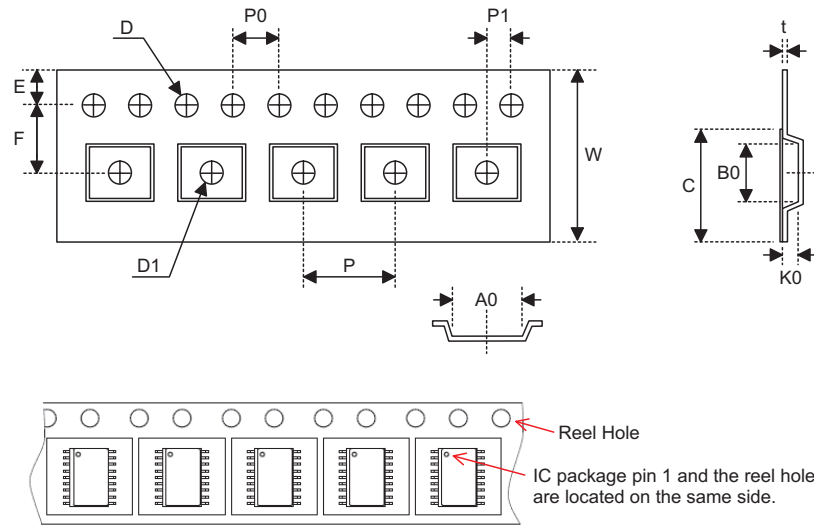 D
P0
P1
t
E
F
W
C
B0
D1
P
K0
A0
Reel Hole
IC package pin 1 and the reel hole
are located on the same side.